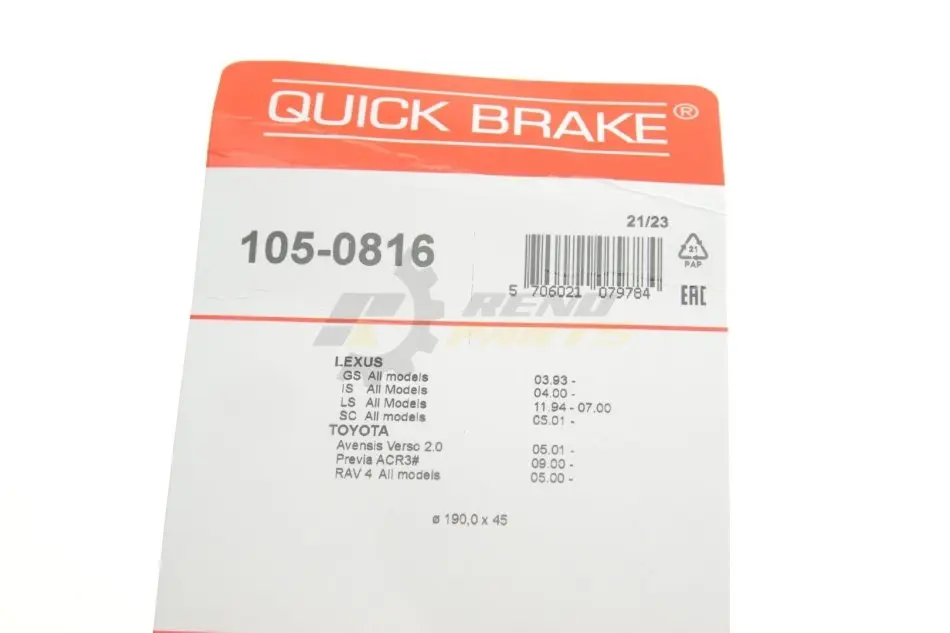 QUICK BRAKE®
21/23
105-0816
21
PAP
5 706021 079784
EAC
RENO
PARTS
LEXUS
GS All models 03.93 -
IS All Models 04.00 -
LS All Models 11.94 - 07.00
SC All models 05.01 -
TOYOTA
Avensis Verso 2.0 05.01 -
Previa ACR3# 09.00 -
RAV 4 All models 05.00 -
ø 190,0 x 45